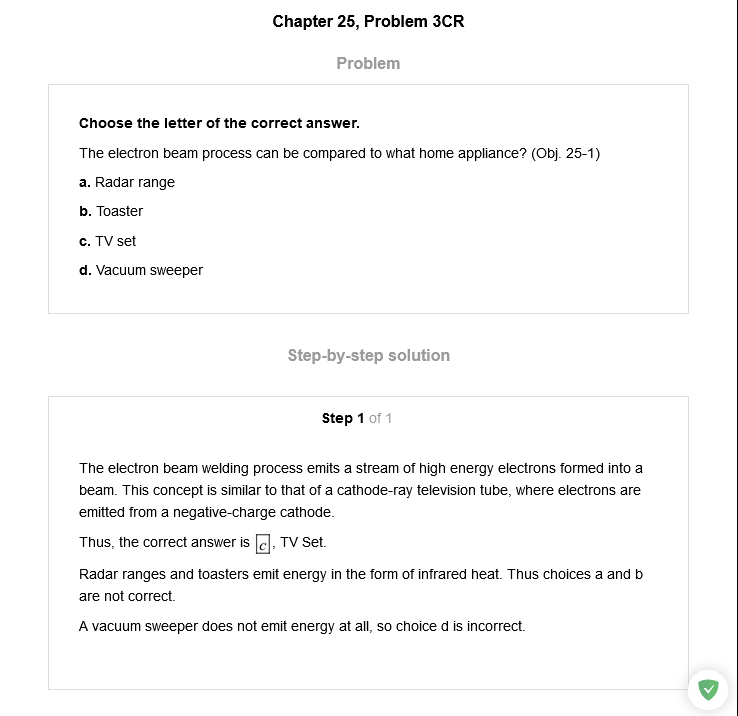 Chapter 25, Problem 3CR
Problem
Choose the letter of the correct answer.
The electron beam process can be compared to what home appliance? (Obj. 25-1)
a. Radar range
b. Toaster
c. TV set
d. Vacuum sweeper
Step-by-step solution
Step 1 of 1
The electron beam welding process emits a stream of high energy electrons formed into a
beam. This concept is similar to that of a cathode-ray television tube, where electrons are
emitted from a negative-charge cathode.
Thus, the correct answer is c, TV Set.
Radar ranges and toasters emit energy in the form of infrared heat. Thus choices a and b
are not correct.
A vacuum sweeper does not emit energy at all, so choice d is incorrect.